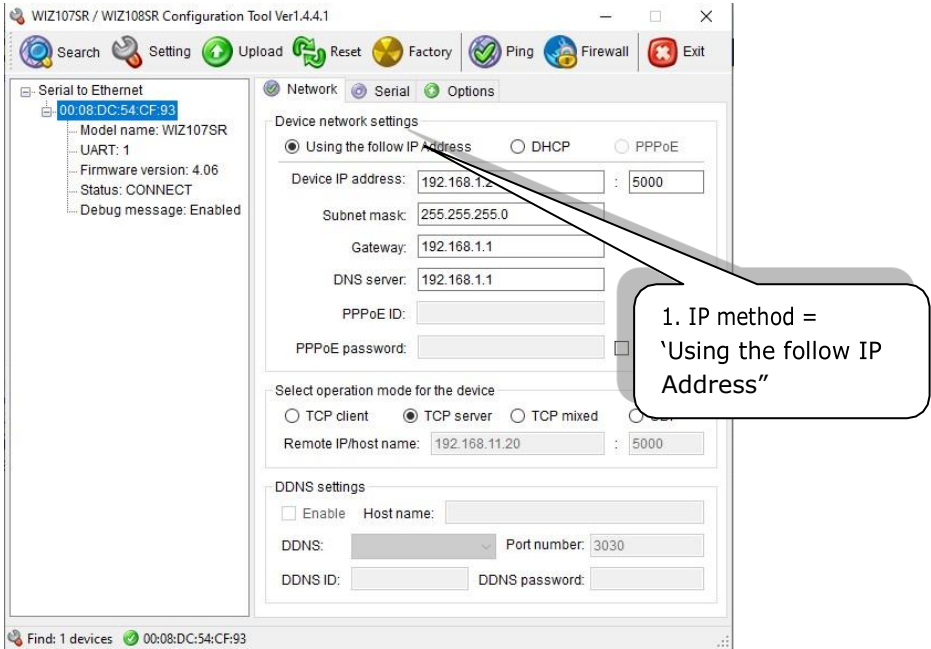 WIZ107SR / WIZ108SR Configuration Tool Ver1.4.4.1
Search Setting Upload Reset Factory Ping Firewall Exit
Serial to Ethernet
00:08:DC:54:CF:93
Model name: WIZ107SR
UART: 1
Firmware version: 4.06
Status: CONNECT
Debug message: Enabled
Network Serial Options
Device network settings
Using the follow IP Address DHCP PPPoE
Device IP address: 192.168.1.2 : 5000
Subnet mask: 255.255.255.0
Gateway: 192.168.1.1
DNS server: 192.168.1.1
PPPoE ID:
PPPoE password:
1. IP method =
‘Using the follow IP
Address”
Select operation mode for the device
TCP client TCP server TCP mixed
Remote IP/host name: 192.168.11.20 : 5000
DDNS settings
Enable Host name:
DDNS: Port number: 3030
DDNS ID: DDNS password:
Find: 1 devices 00:08:DC:54:CF:93